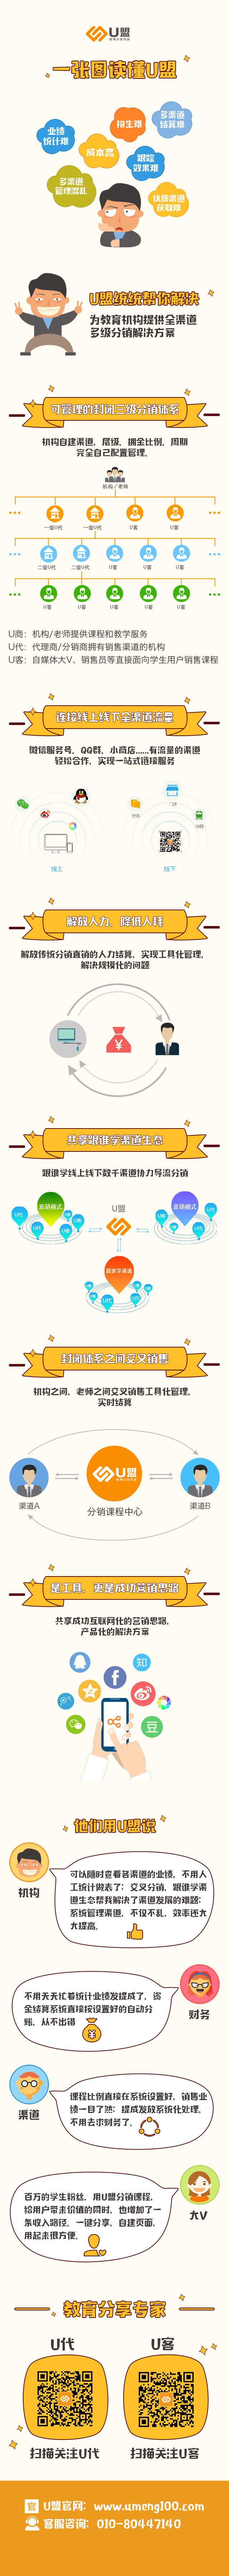 U盟
一张图读懂U盟
招生难
多渠道
结算难
业绩
统计难
成本高
跟踪
效果难
多渠道
管理混乱
优质渠道
获取难
U盟统统帮你解决
为教育机构提供全渠道
多级分销解决方案
可管理的封闭三级分销体系
机构自建渠道，层级，佣金比例，周期
完全自己配置管理。
机构／老师
一级U代
一级U代
U客
U客
二级U代
二级U代
U客
U客
U客
U客
U客
U客
U客
U客
U商：机构/老师提供课程和教学服务
U代：代理商/分销商拥有销售渠道的机构
U客：自媒体大V、销售员等直接面向学生用户销售课程
连接线上线下全渠道流量
微信服务号，QQ群，小商店......有流量的渠道
轻松合作，实现一站式链接服务
门店
地铁
线上
线下
解放人力，降低人钱
解放传统分销直销的人力结算，实现工具化管理，
解决规模化的问题
共享跟谁学渠道生态
跟谁学线上线下数千渠道协力导流分销
直销模式
U代
U客
U代
U客
U盟
直销模式
U代
U客
U代
跟谁学渠道
U代
U代
封闭体系之间交叉销售
机构之间，老师之间交叉销售工具化管理，
实时结算
U盟
渠道A
分销课程中心
渠道B
是工具，更是成功营销思路
共享成功互联网化的营销思路，
产品化的解决方案
知
豆
他们用U盟说
机构
可以随时查看各渠道的业绩，不用人
工统计做表了；交叉分销，跟谁学渠
道生态帮我解决了渠道发展的难题；
系统管理渠道，不仅不乱，效率还大
大提高。
不用天天忙着统计业绩发提成了，资
金结算系统直接按设置好的自动分
账，从不出错
财务
渠道
课程比例直接在系统设置好，销售业
绩一目了然；提成发放系统化处理，
不用去求财务了。
百万的学生粉丝，用U盟分销课程，
给用户带来价值的同时，也增加了一
条收入路径，一键分享，自建页面，
用起来很方便。
大V
教育分享专家
U代
U客
扫描关注U代
扫描关注U客
官 U盟官网：www.umeng100.com
客服咨询：010-80447140